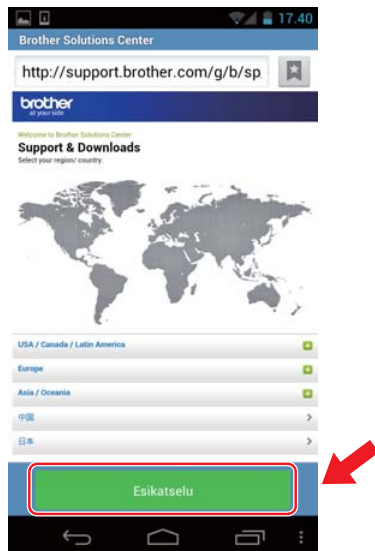 17.40
Brother Solutions Center
http://support.brother.com/g/b/sp
brother
at your side
Welcome to Brother Solutions Center
Support & Downloads
Select your region/ country.
USA / Canada / Latin America
Europe
Asia / Oceania
中国
日本
Esikatselu